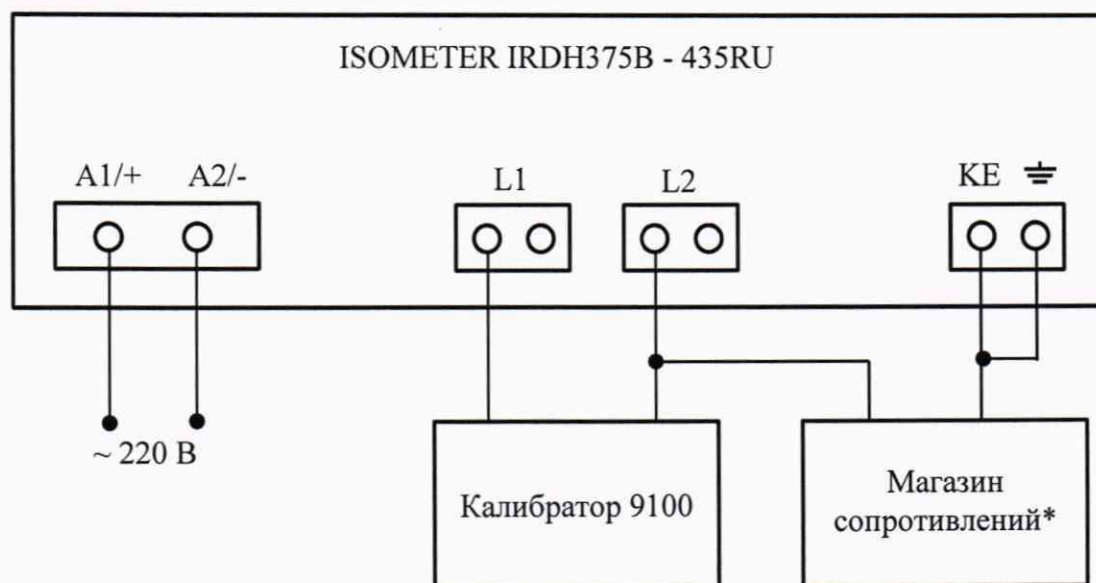 ISOMETER IRDH375B - 435RU
A1/+ A2/- L1 L2 KE
~ 220 В
Калибратор 9100
Магазин
сопротивлений*